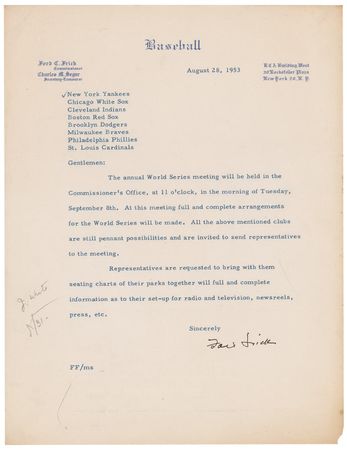 Baseball
Ford C. Frick
Commissioner
Charles M. Segar
Secretary-Treasurer
RCA Building West
30 Rockefeller Plaza
New York 20, N.Y.
August 28, 1953
✓New York Yankees
Chicago White Sox
Cleveland Indians
Boston Red Sox
Brooklyn Dodgers
Milwaukee Braves
Philadelphia Phillies
St. Louis Cardinals
Gentlemen:
The annual World Series meeting will be held in the
Commissioner's Office, at 11 o'clock, in the morning of Tuesday,
September 8th. At this meeting full and complete arrangements
for the World Series will be made. All the above mentioned clubs
are still pennant possibilities and are invited to send representatives
to the meeting.
Representatives are requested to bring with them
seating charts of their parks together will full and complete
information as to their set-up for radio and television, newsreels,
press, etc.
Sincerely
Ford Frick
FF/ms